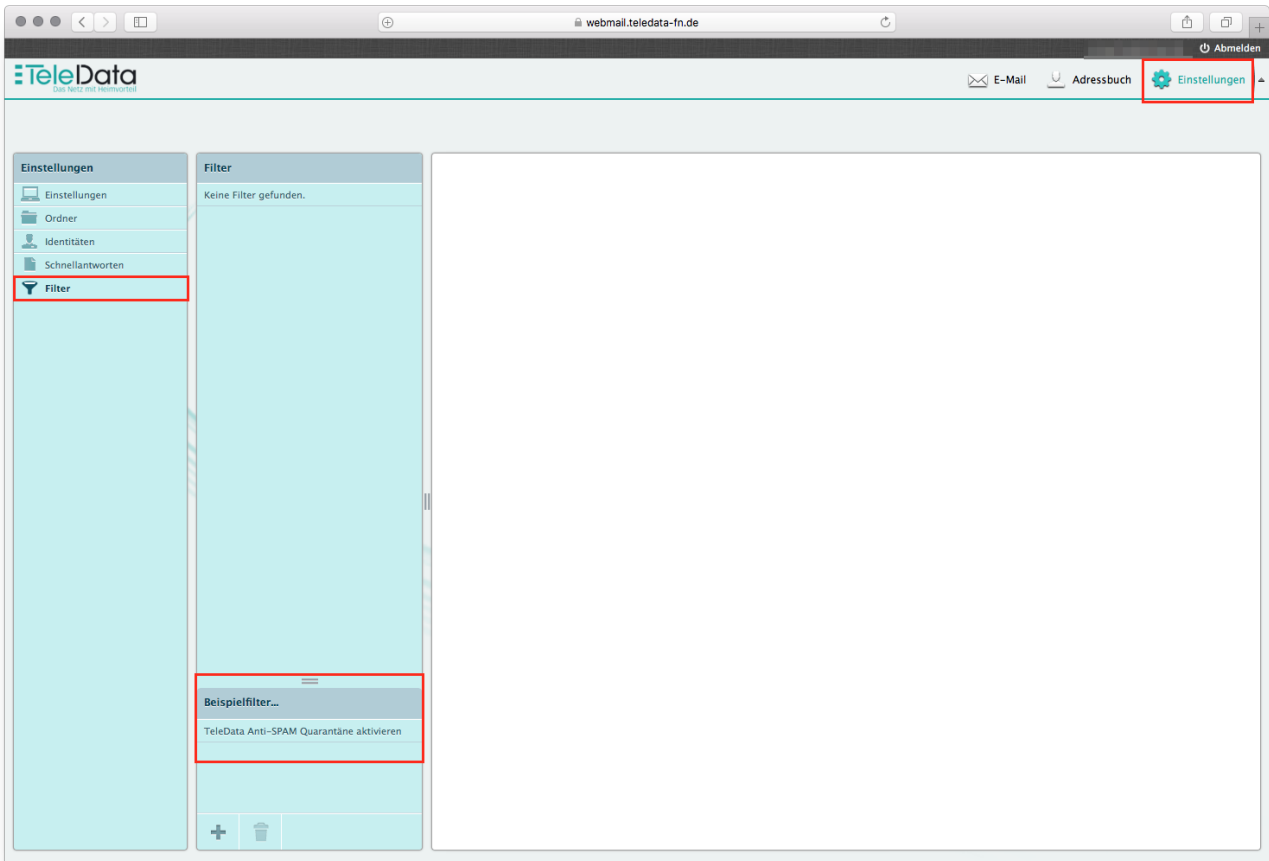 webmail.teledata-fn.de
Abmelden
TeleData
Das Netz mit Heimvorteil
E-Mail
Adressbuch
Einstellungen
Einstellungen
Einstellungen
Ordner
Identitäten
Schnellantworten
Filter
Filter
Keine Filter gefunden.
Beispielfilter...
TeleData Anti-SPAM Quarantäne aktivieren